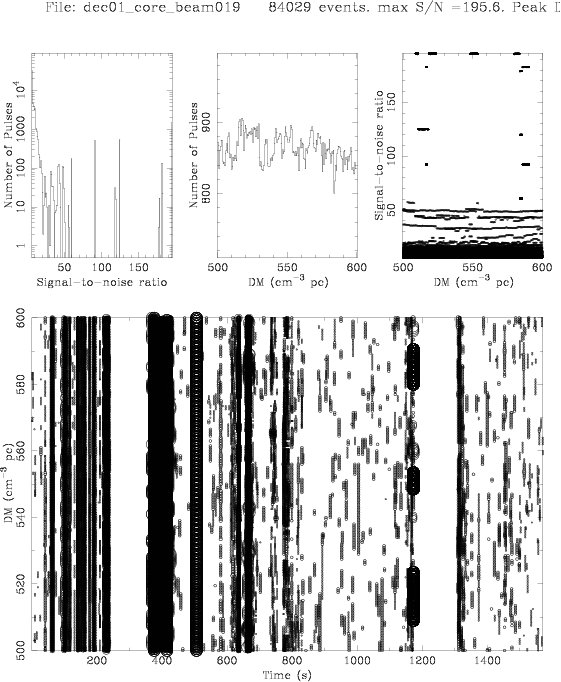 File: dec01_core_beam019 84029 events. max S/N =195.6. Peak D
Number of Pulses
1 10 100 1000 10^4
50 100 150
Signal-to-noise ratio
Number of Pulses
800 900
500 550 600
DM (cm^-3 pc)
Signal-to-noise ratio
50 100 150
500 550 600
DM (cm^-3 pc)
DM (cm^-3 pc)
500 520 540 560 580 600
200 400 600 800 1000 1200 1400
Time (s)